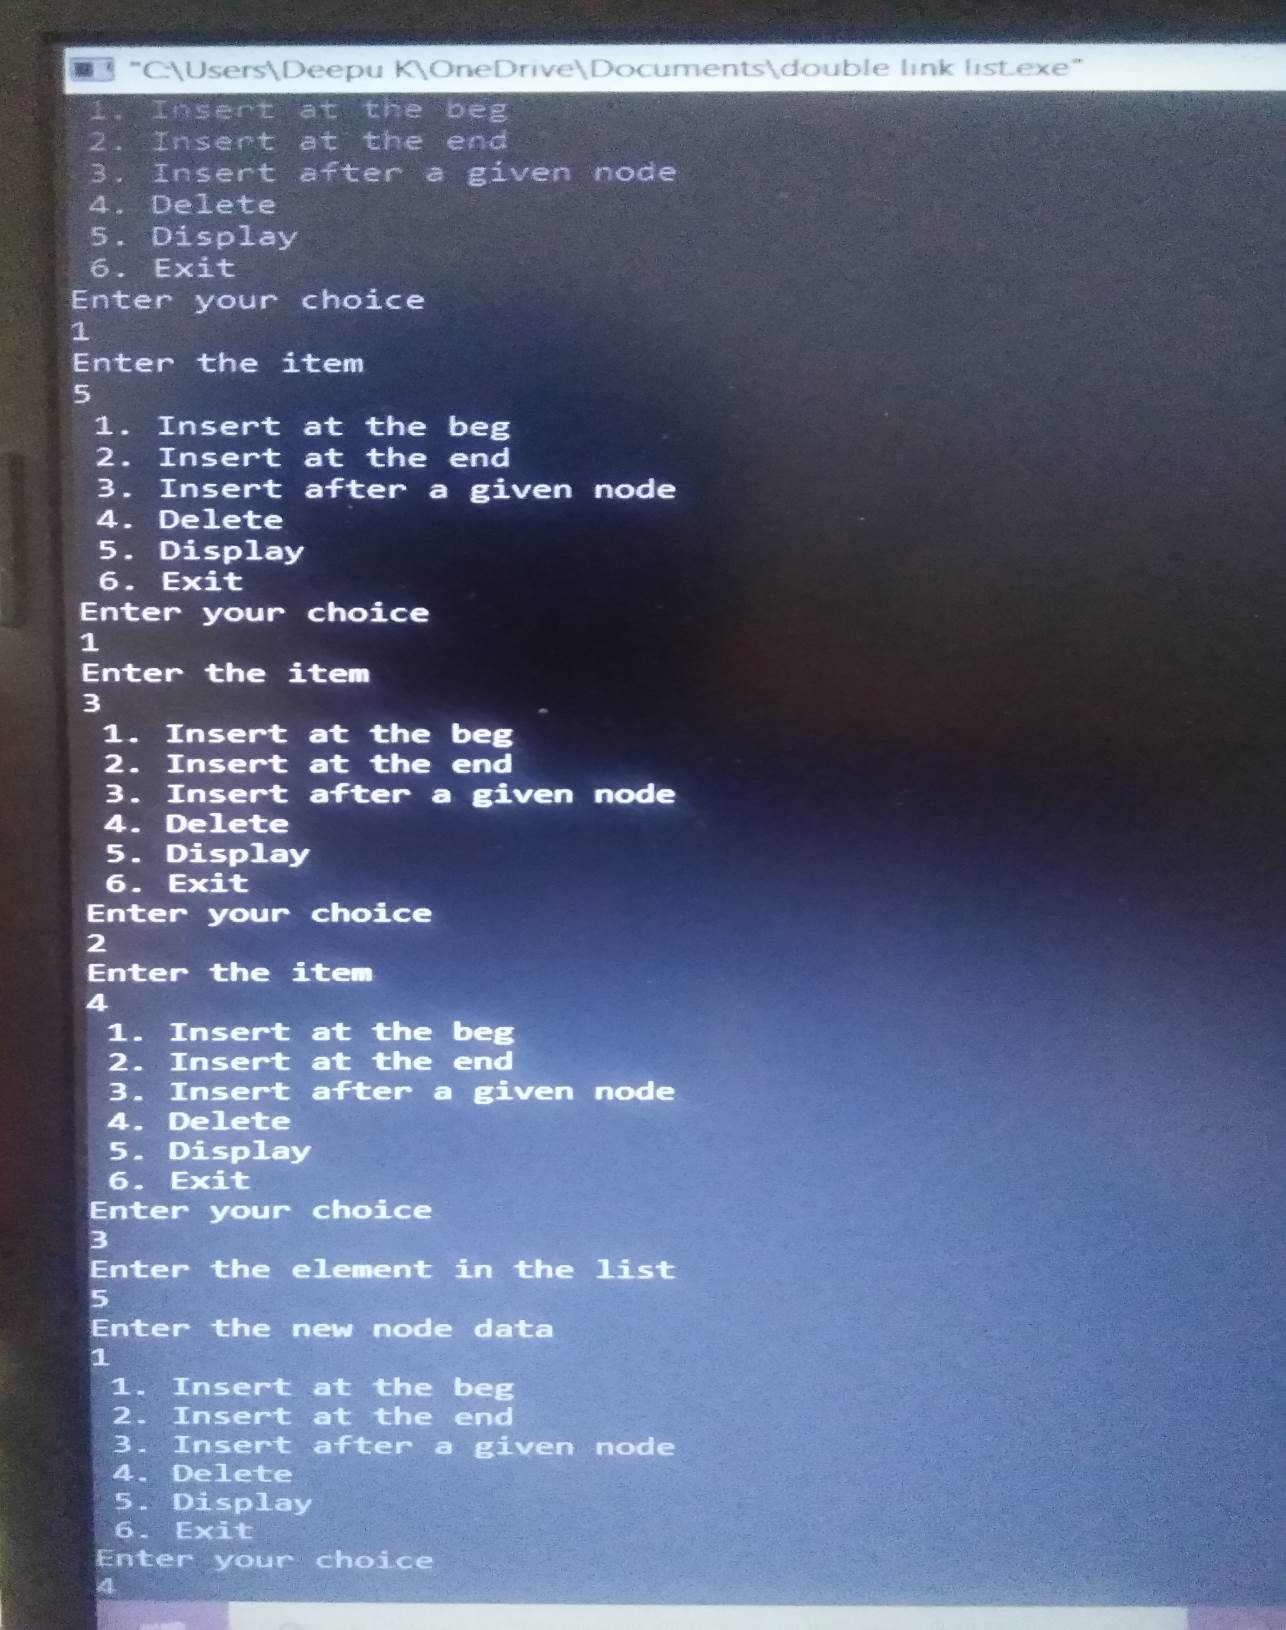 "C:\Users\Deepu K\OneDrive\Documents\double link list.exe"
1. Insert at the beg
2. Insert at the end
3. Insert after a given node
4. Delete
5. Display
6. Exit
Enter your choice
1
Enter the item
5
1. Insert at the beg
2. Insert at the end
3. Insert after a given node
4. Delete
5. Display
6. Exit
Enter your choice
1
Enter the item
3
1. Insert at the beg
2. Insert at the end
3. Insert after a given node
4. Delete
5. Display
6. Exit
Enter your choice
2
Enter the item
4
1. Insert at the beg
2. Insert at the end
3. Insert after a given node
4. Delete
5. Display
6. Exit
Enter your choice
3
Enter the element in the list
5
Enter the new node data
1
1. Insert at the beg
2. Insert at the end
3. Insert after a given node
4. Delete
5. Display
6. Exit
Enter your choice
4